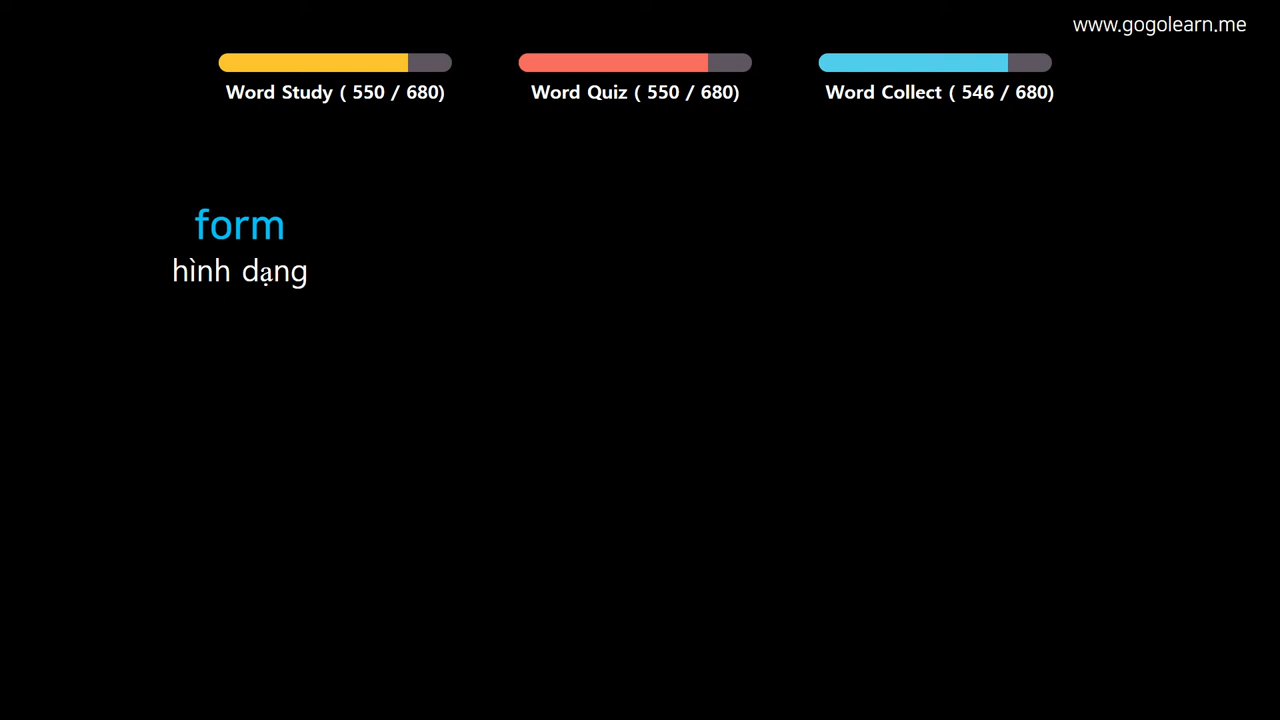 www.gogolearn.me
Word Study ( 550 / 680)
Word Quiz ( 550 / 680)
Word Collect ( 546 / 680)
form
hình dạng